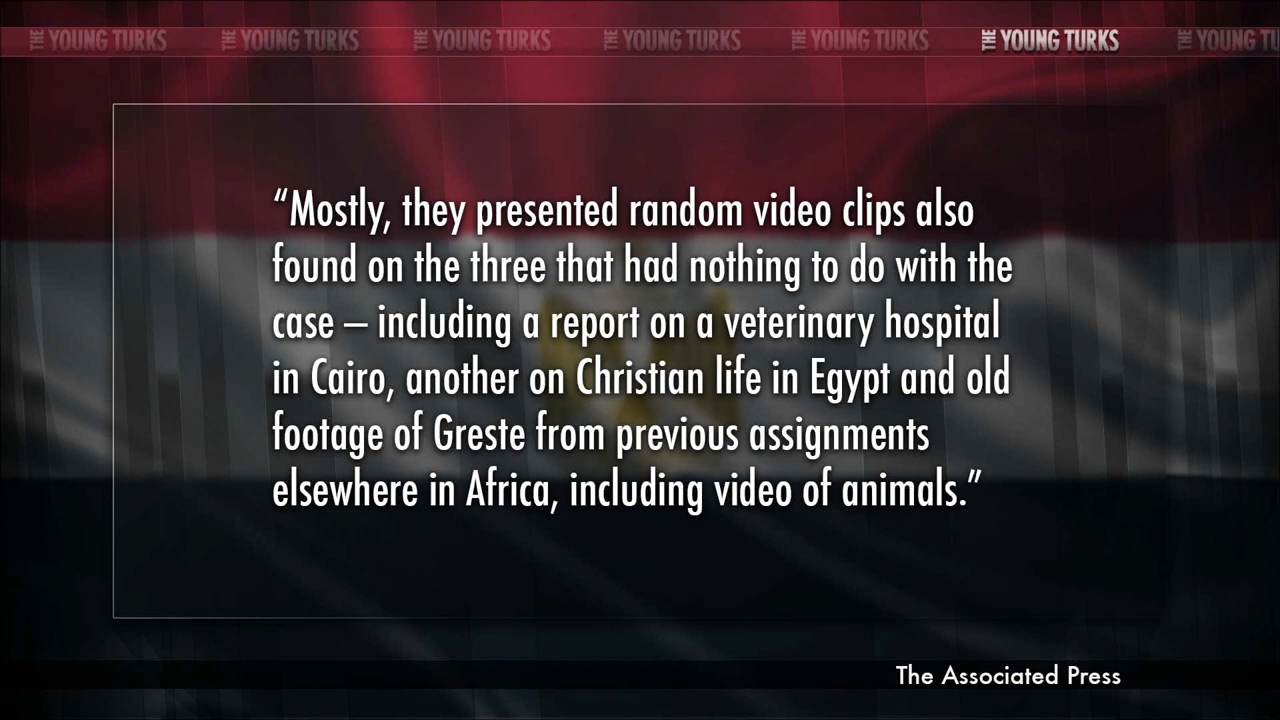 THE YOUNG TURKS THE YOUNG TURKS THE YOUNG TURKS THE YOUNG TURKS THE YOUNG TURKS THE YOUNG TURKS THE YOUNG TU
“Mostly, they presented random video clips also
found on the three that had nothing to do with the
case – including a report on a veterinary hospital
in Cairo, another on Christian life in Egypt and old
footage of Greste from previous assignments
elsewhere in Africa, including video of animals.”
The Associated Press